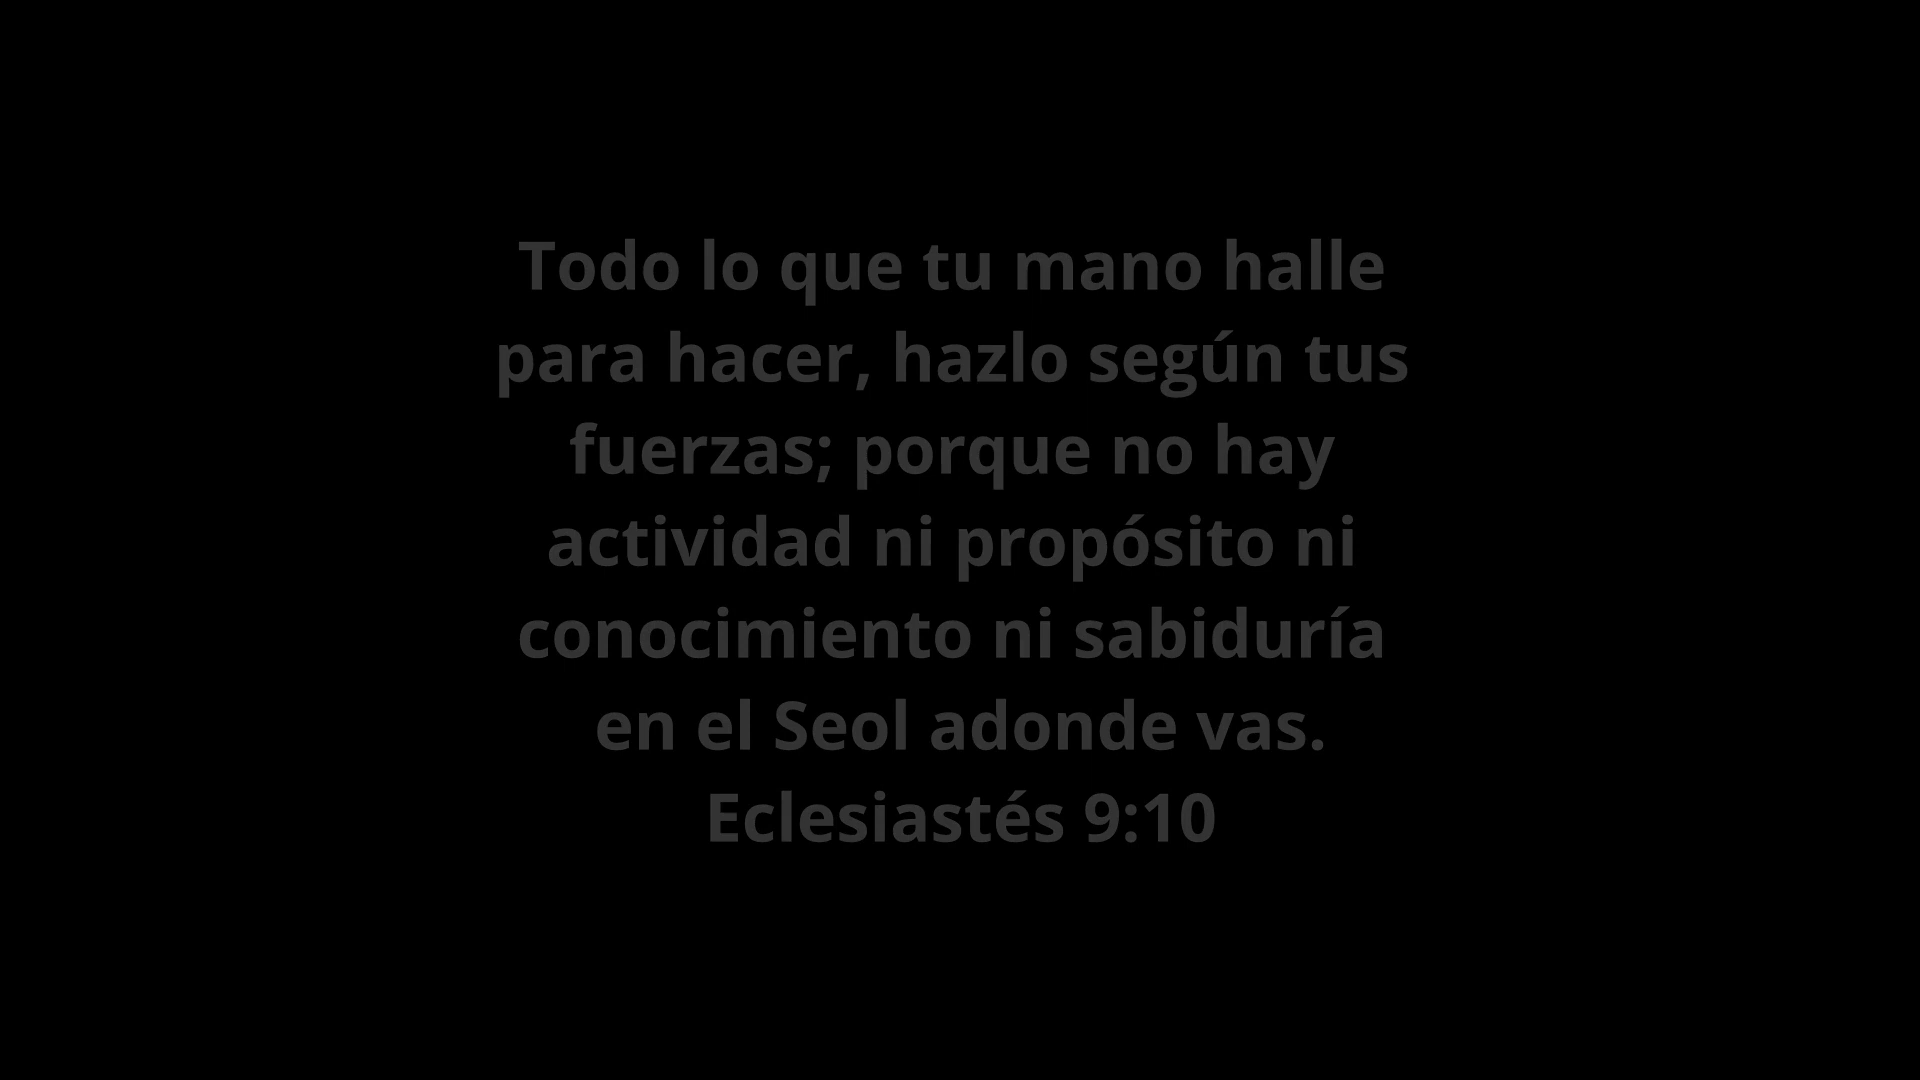 Todo lo que tu mano halle
para hacer, hazlo según tus
fuerzas; porque no hay
actividad ni propósito ni
conocimiento ni sabiduría
en el Seol adonde vas.
Eclesiastés 9:10